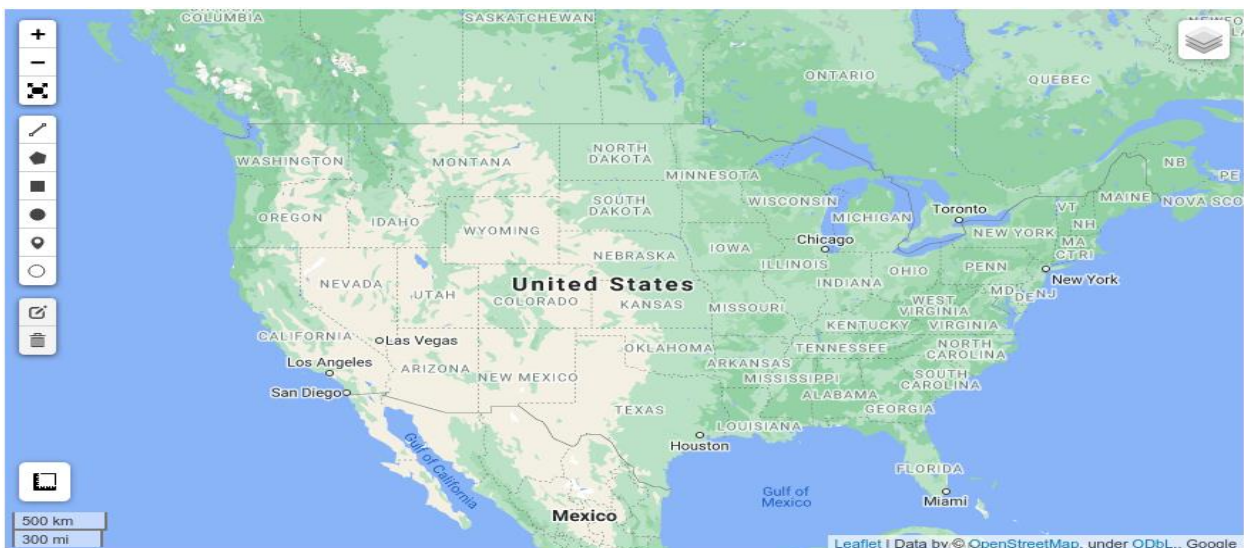 COLUMBIA
SASKATCHEWAN
+
−
ONTARIO
QUEBEC
NB
PE
WASHINGTON
MONTANA
NORTH
DAKOTA
MINNESOTA
MAINE
NOVA SCO
OREGON
IDAHO
SOUTH
DAKOTA
WISCONSIN
MICHIGAN
Toronto
VT
NH
WYOMING
NEW YORK
MA
CT RI
IOWA
Chicago
NEBRASKA
ILLINOIS
OHIO
PENN
New York
NEVADA
UTAH
United States
COLORADO
KANSAS
MISSOURI
INDIANA
MD
DE
NJ
WEST
VIRGINIA
KENTUCKY
VIRGINIA
CALIFORNIA
Las Vegas
OKLAHOMA
TENNESSEE
NORTH
CAROLINA
Los Angeles
ARIZONA
NEW MEXICO
ARKANSAS
MISSISSIPPI
SOUTH
CAROLINA
San Diego
ALABAMA
TEXAS
GEORGIA
LOUISIANA
Houston
Gulf of California
FLORIDA
Gulf of
Mexico
Miami
Mexico
500 km
300 mi
Leaflet | Data by © OpenStreetMap, under ODbL., Google